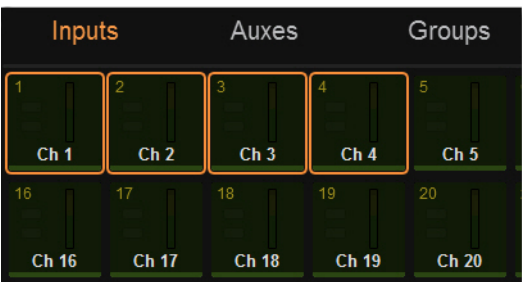 Inputs Auxes Groups
1 2 3 4 5
Ch 1 Ch 2 Ch 3 Ch 4 Ch 5
16 17 18 19 20
Ch 16 Ch 17 Ch 18 Ch 19 Ch 20